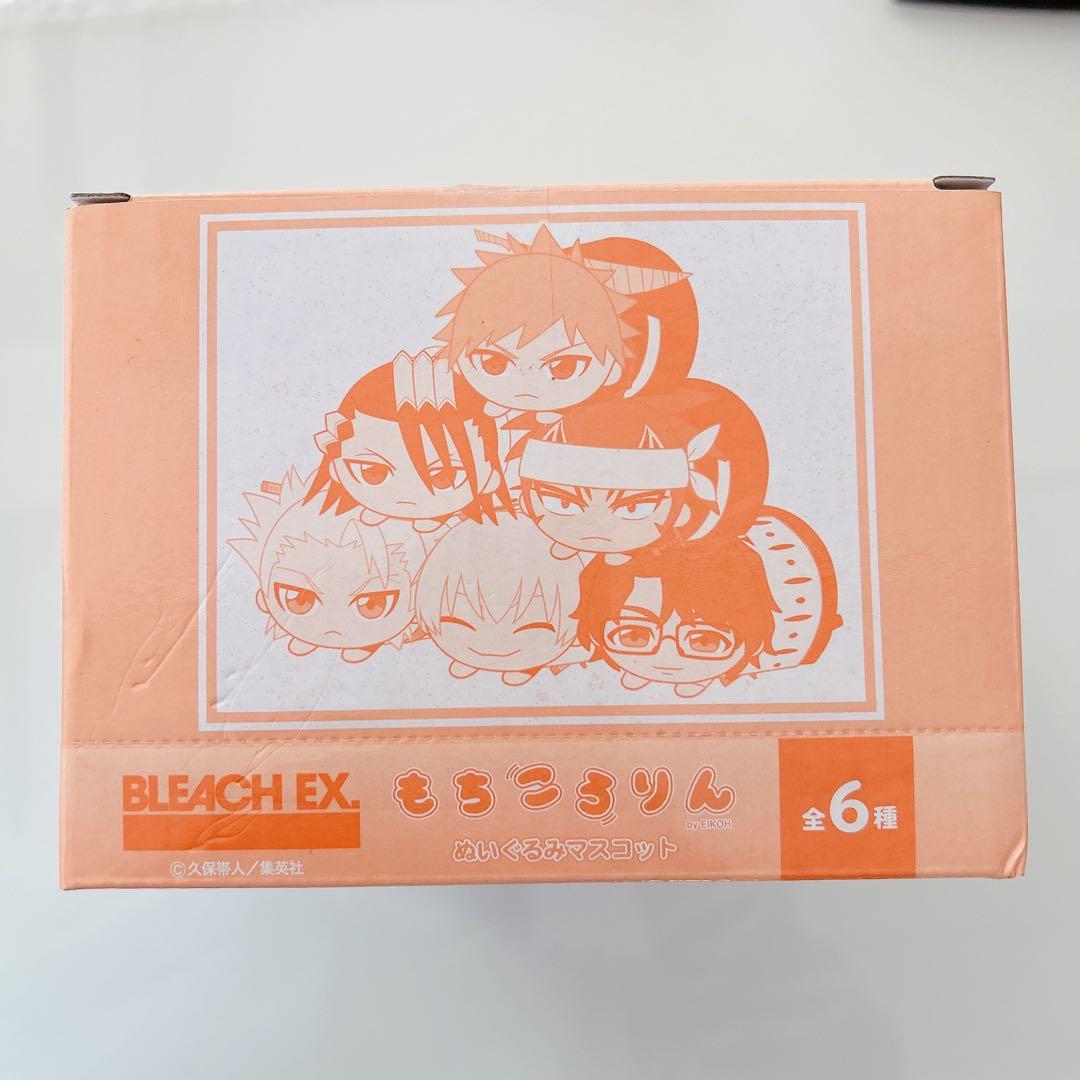 BLEACH EX.
もちころりん
by EIKOH
ぬいぐるみマスコット
全6種
©久保帯人/集英社